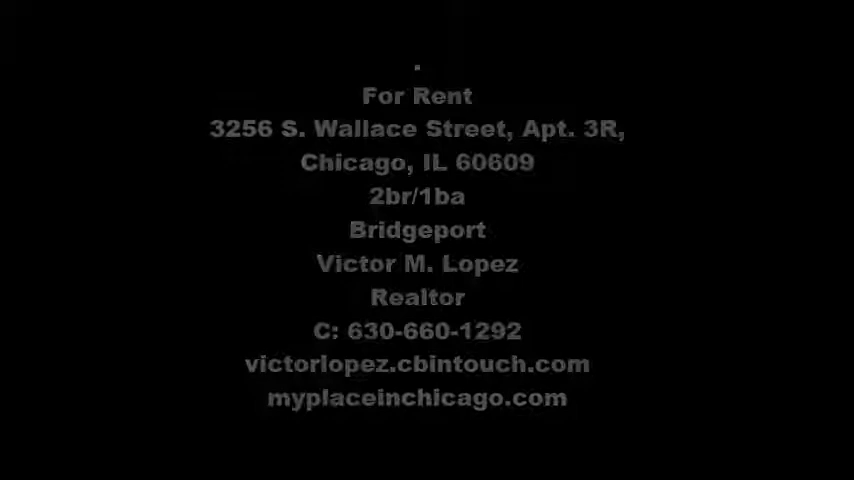 .
For Rent
3256 S. Wallace Street, Apt. 3R,
Chicago, IL 60609
2br/1ba
Bridgeport
Victor M. Lopez
Realtor
C: 630-660-1292
victorlopez.cbintouch.com
myplaceinchicago.com